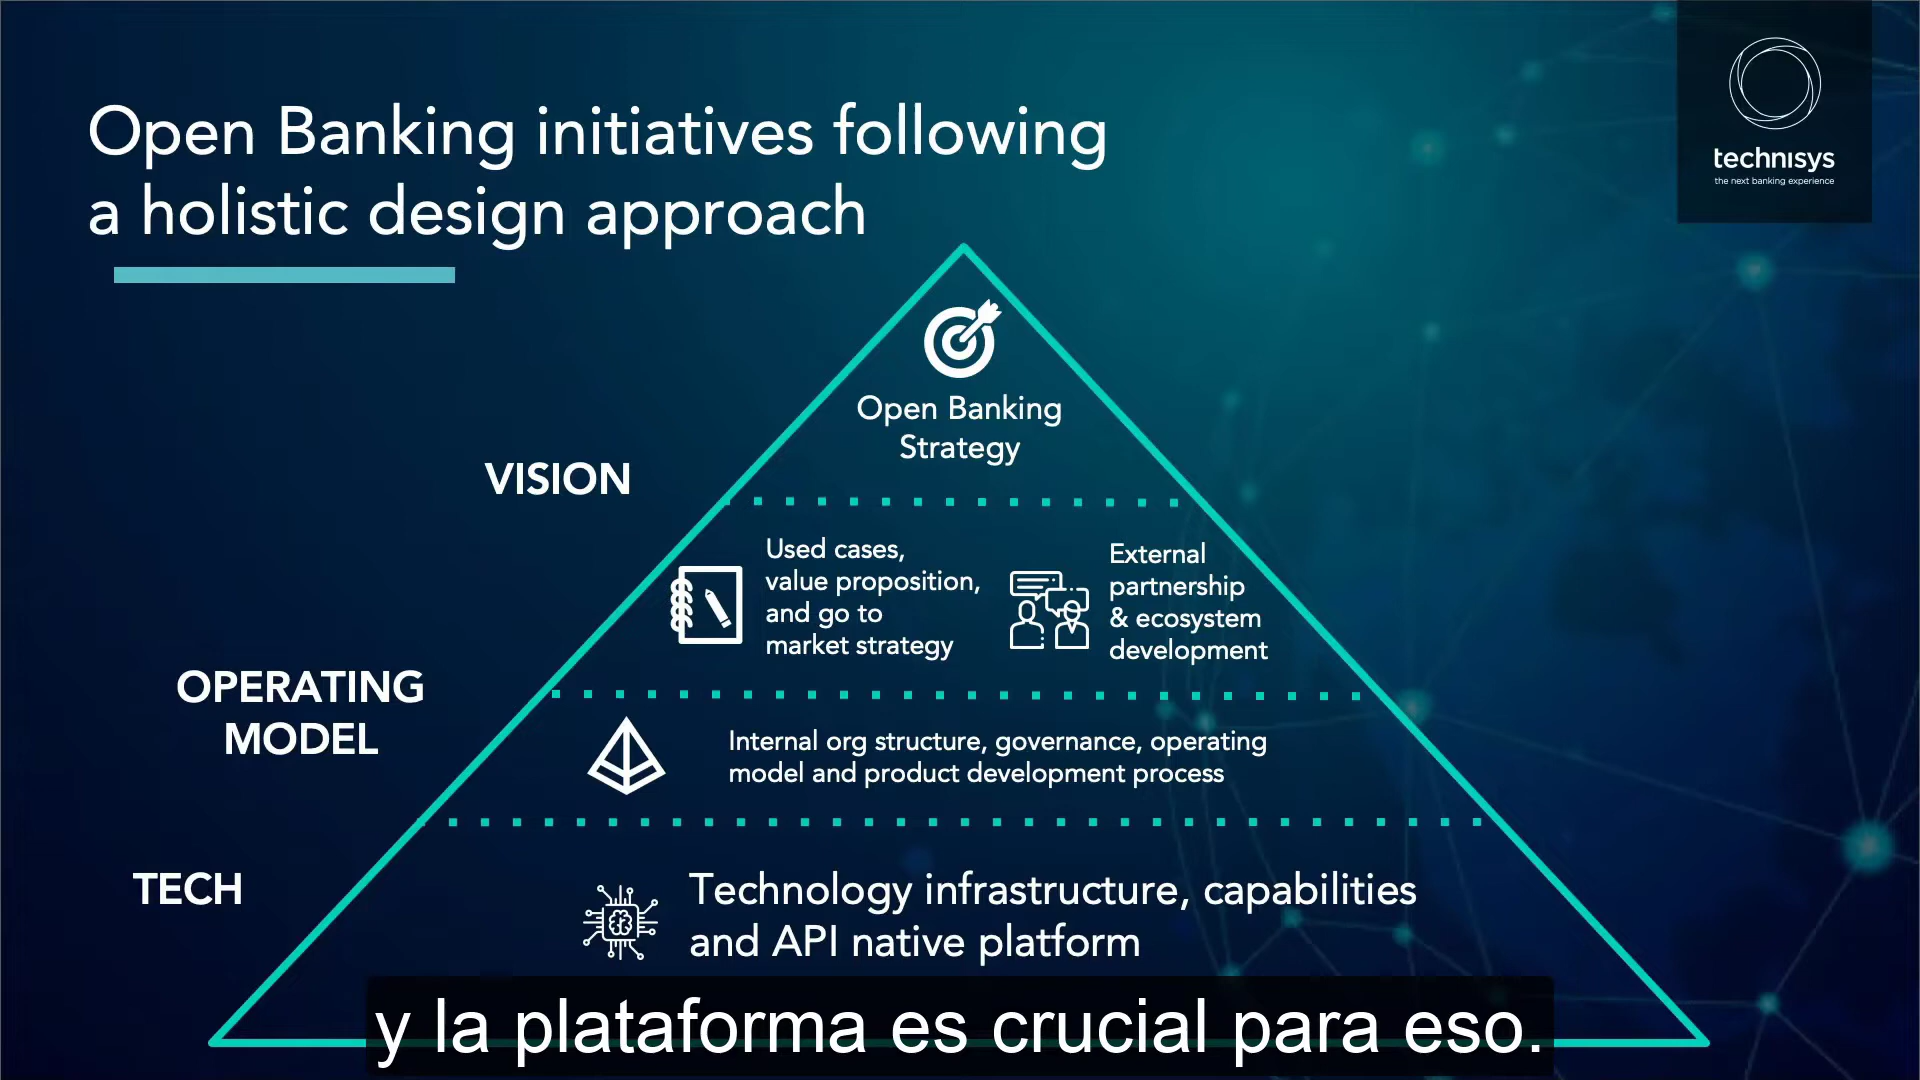 Open Banking initiatives following
a holistic design approach
technisys
the next banking experience
Open Banking
Strategy
VISION
Used cases,
value proposition,
and go to
market strategy
External
partnership
& ecosystem
development
OPERATING
MODEL
Internal org structure, governance, operating
model and product development process
TECH
Technology infrastructure, capabilities
and API native platform
y la plataforma es crucial para eso.